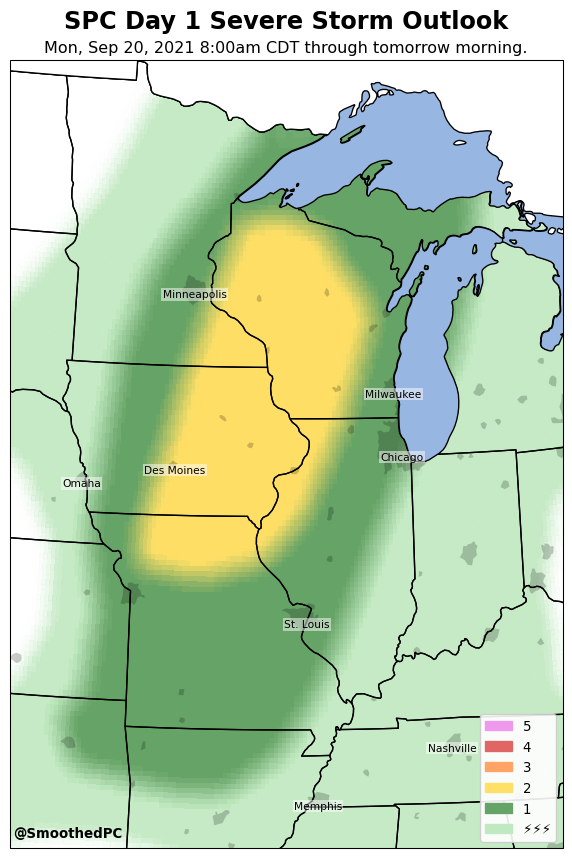 SPC Day 1 Severe Storm Outlook
Mon, Sep 20, 2021 8:00am CDT through tomorrow morning.
Minneapolis
Milwaukee
Chicago
Des Moines
Omaha
St. Louis
Nashville
Memphis
5
4
3
2
1
⚡⚡⚡
@SmoothedPC